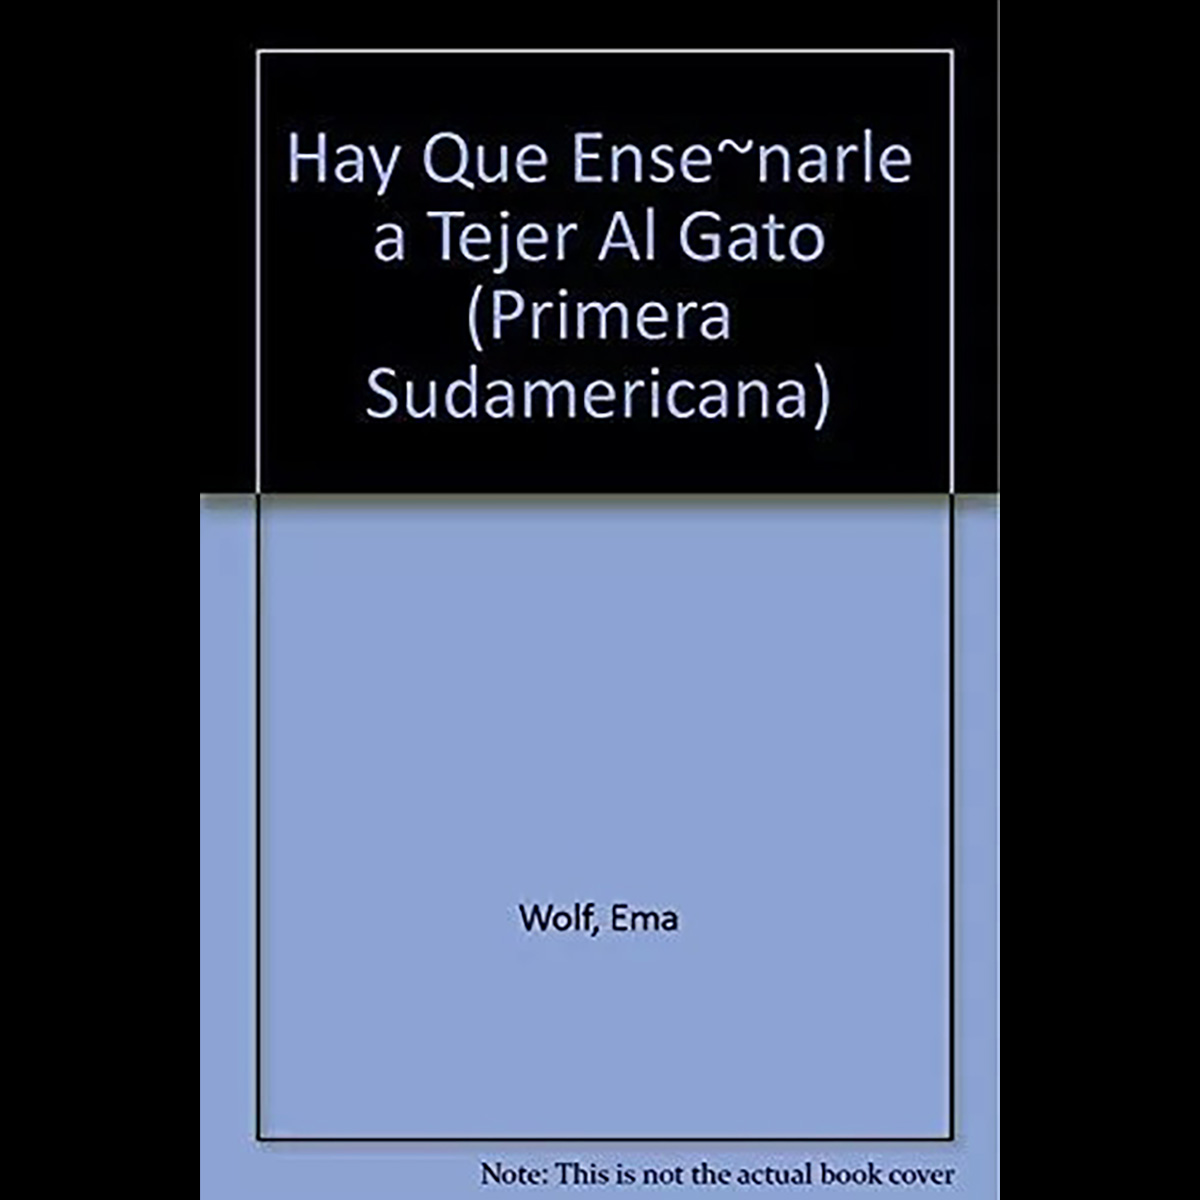 Hay Que Ense~narle
a Tejer Al Gato
(Primera
Sudamericana)
Wolf, Ema
Note: This is not the actual book cover